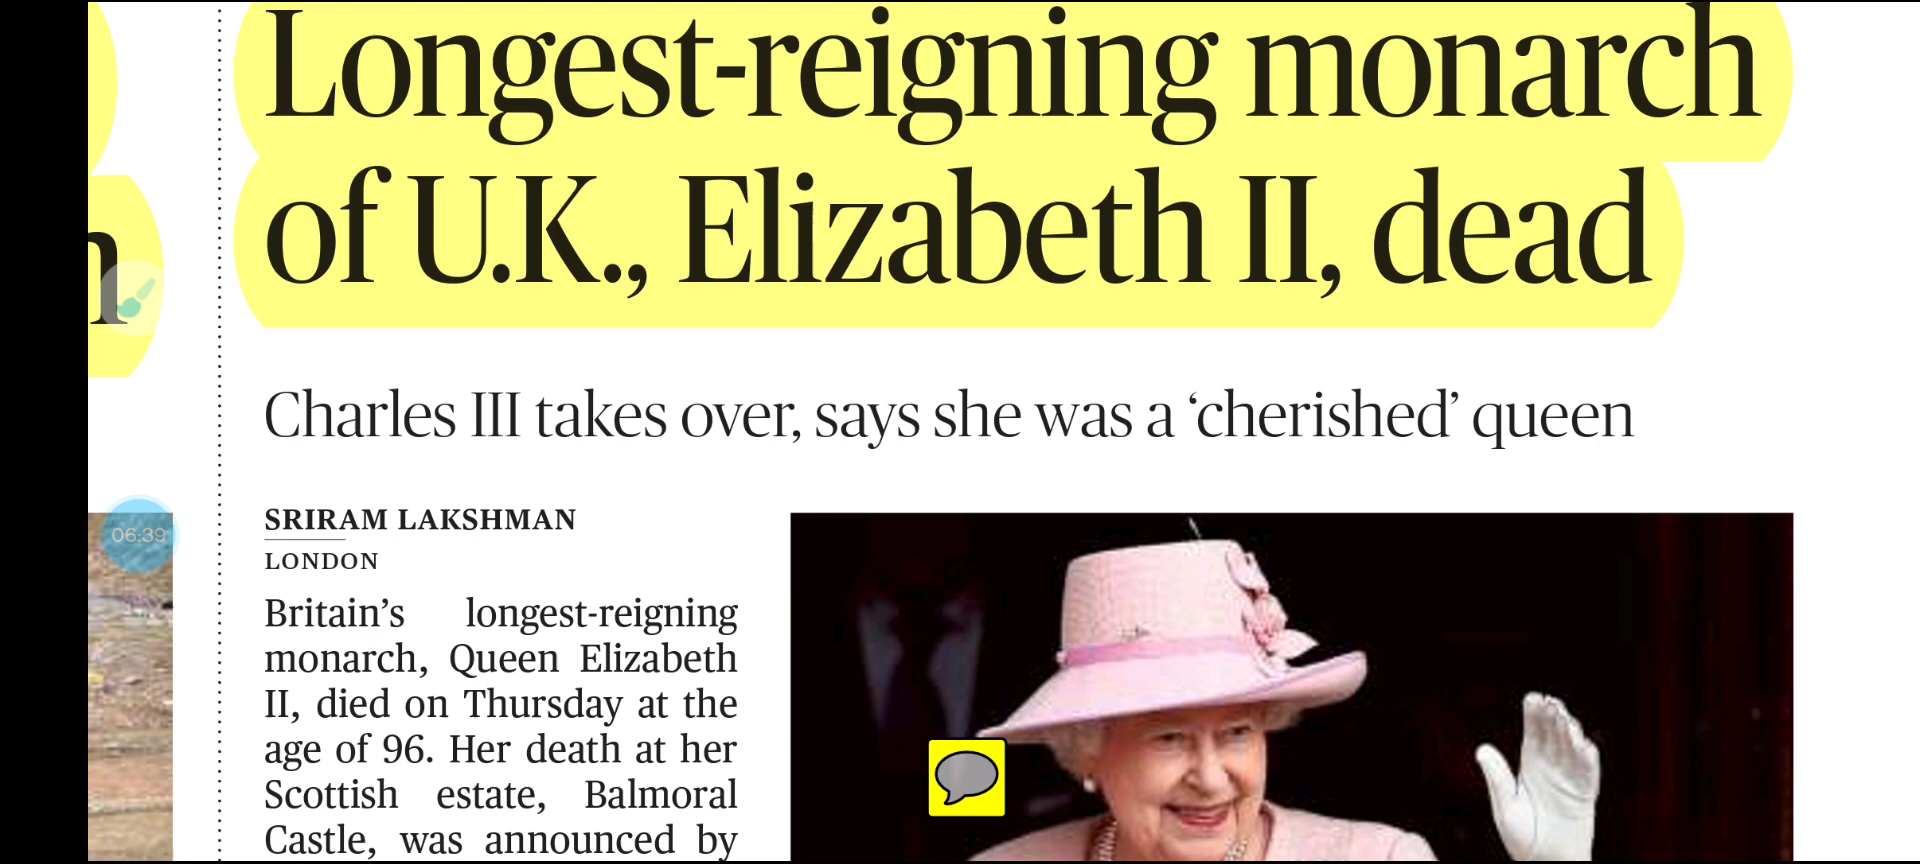 Longest-reigning monarch
of U.K., Elizabeth II, dead
Charles III takes over, says she was a ‘cherished’ queen
SRIRAM LAKSHMAN
LONDON
Britain’s longest-reigning
monarch, Queen Elizabeth
II, died on Thursday at the
age of 96. Her death at her
Scottish estate, Balmoral
Castle, was announced by
n
06:39